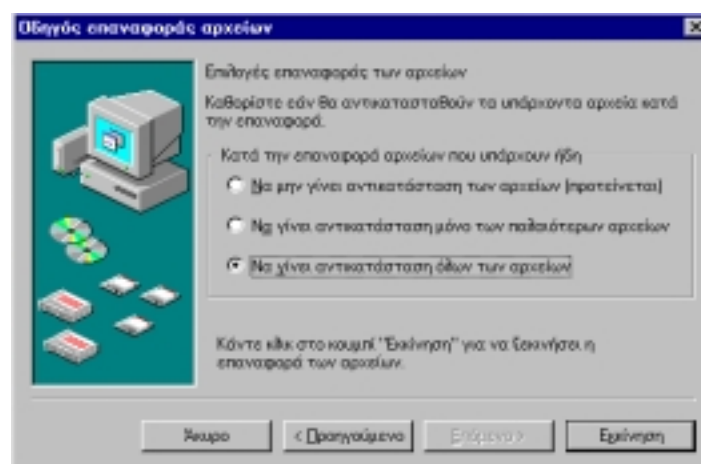 Οδηγός επαναφοράς αρχείων
Επιλογές επαναφοράς των αρχείων
Καθορίστε εάν θα αντικατασταθούν τα υπάρχοντα αρχεία κατά
την επαναφορά.
Κατά την επαναφορά αρχείων που υπάρχουν ήδη
Να μην γίνει αντικατάσταση των αρχείων (προτείνεται)
Να γίνει αντικατάσταση μόνο των παλαιότερων αρχείων
Να γίνει αντικατάσταση όλων των αρχείων
Κάντε κλικ στο κουμπί "Εκκίνηση" για να ξεκινήσει η
επαναφορά των αρχείων.
Άκυρο
< Προηγούμενο
Επόμενο >
Εκκίνηση